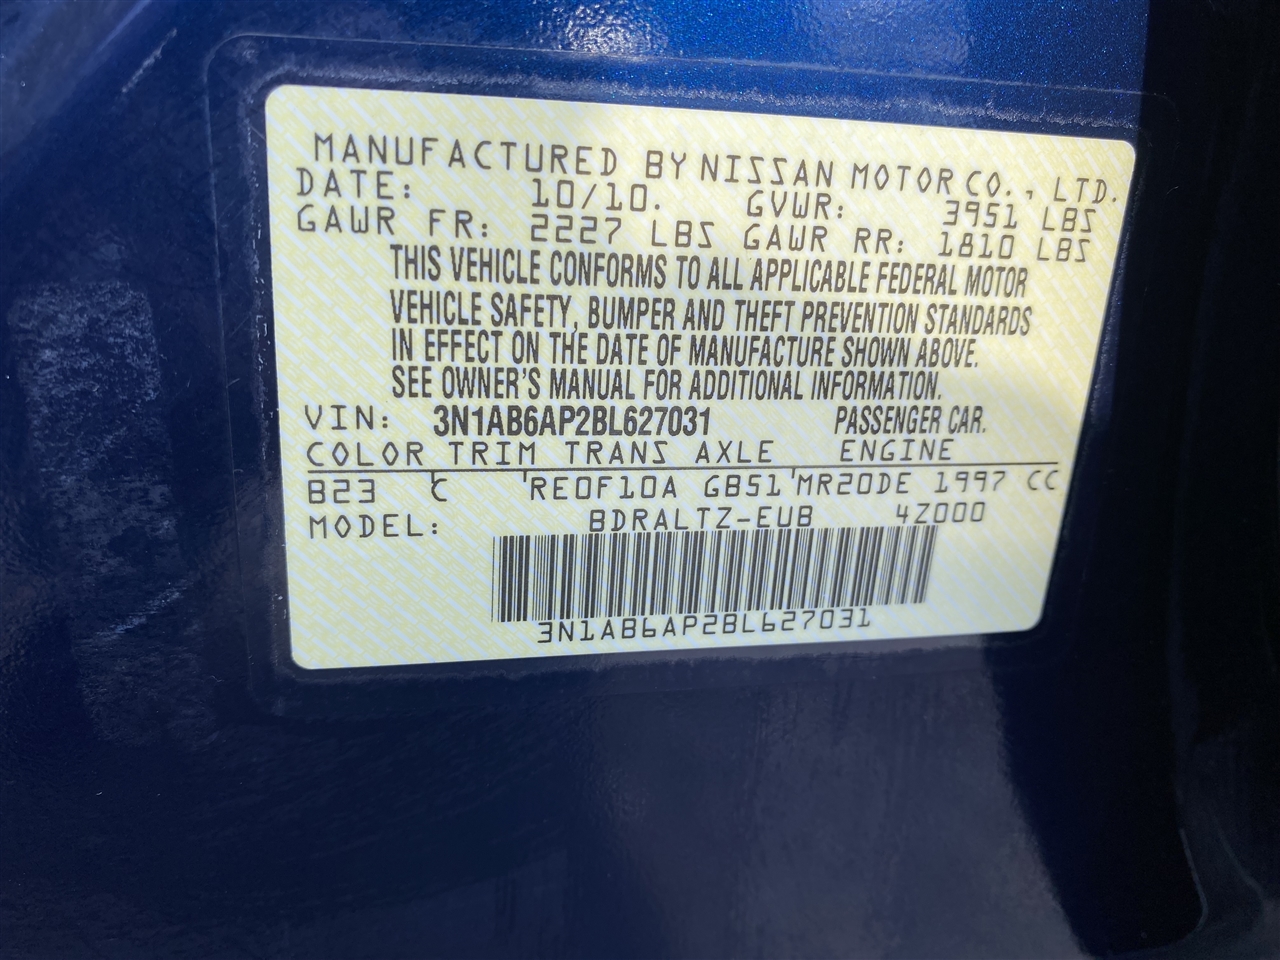 MANUFACTURED BY NISSAN MOTOR CO., LTD.
DATE: 10/10. GVWR: 3951 LBS
GAWR FR: 2227 LBS GAWR RR: 1810 LBS
THIS VEHICLE CONFORMS TO ALL APPLICABLE FEDERAL MOTOR
VEHICLE SAFETY, BUMPER AND THEFT PREVENTION STANDARDS
IN EFFECT ON THE DATE OF MANUFACTURE SHOWN ABOVE.
SEE OWNER'S MANUAL FOR ADDITIONAL INFORMATION.
VIN: 3N1AB6AP2BL627031 PASSENGER CAR.
COLOR TRIM TRANS AXLE ENGINE
B23 C RE0F10A GB51 MR20DE 1997 CC
MODEL: BDRALTZ-EUB 4Z000
3N1AB6AP2BL627031